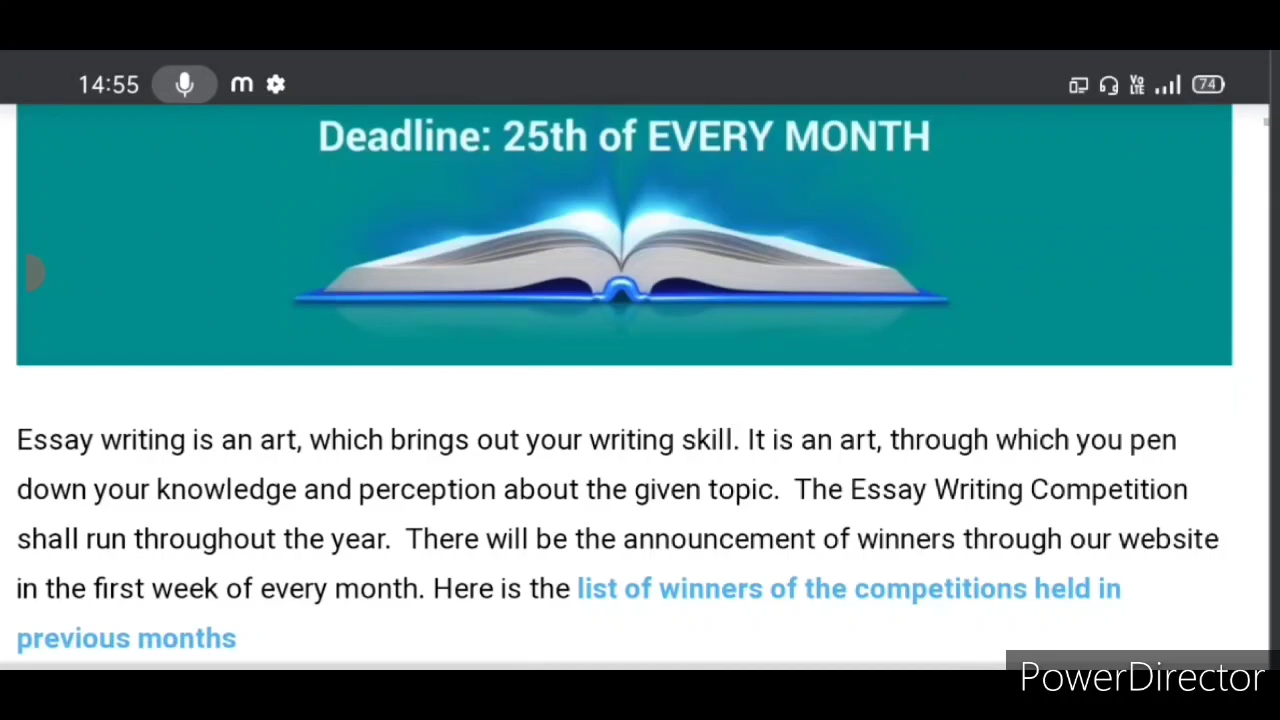 14:55 m Vo LTE 74
Deadline: 25th of EVERY MONTH
Essay writing is an art, which brings out your writing skill. It is an art, through which you pen
down your knowledge and perception about the given topic.  The Essay Writing Competition
shall run throughout the year.  There will be the announcement of winners through our website
in the first week of every month. Here is the list of winners of the competitions held in
previous months
PowerDirector